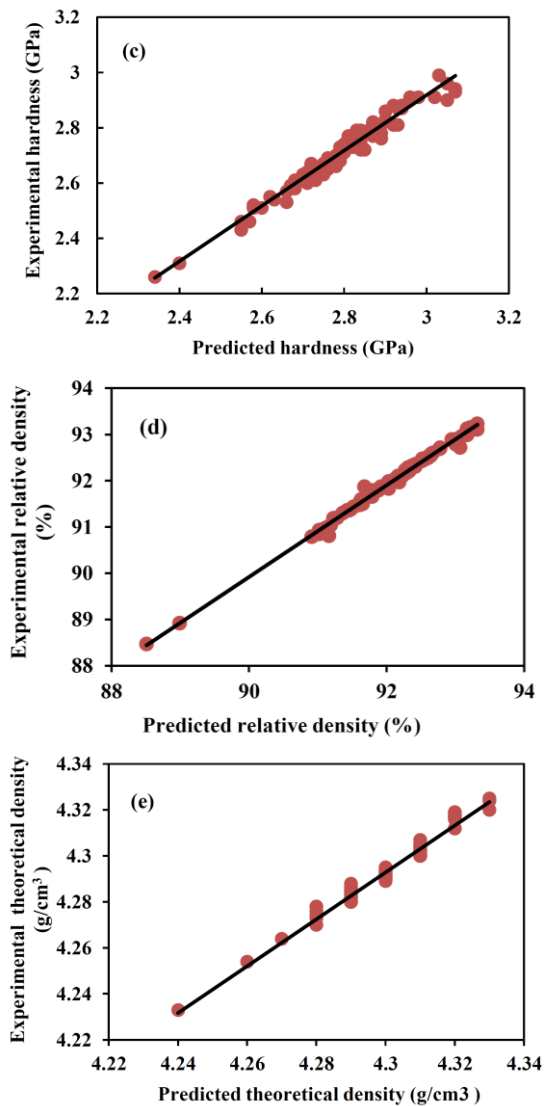 (c)
Experimental hardness (GPa)
3.2
3
2.8
2.6
2.4
2.2
2.2 2.4 2.6 2.8 3 3.2
Predicted hardness (GPa)
(d)
Experimental relative density
(%)
94
93
92
91
90
89
88
88 90 92 94
Predicted relative density (%)
(e)
Experimental theoretical density
(g/cm³ )
4.34
4.32
4.3
4.28
4.26
4.24
4.22
4.22 4.24 4.26 4.28 4.3 4.32 4.34
Predicted theoretical density (g/cm3 )